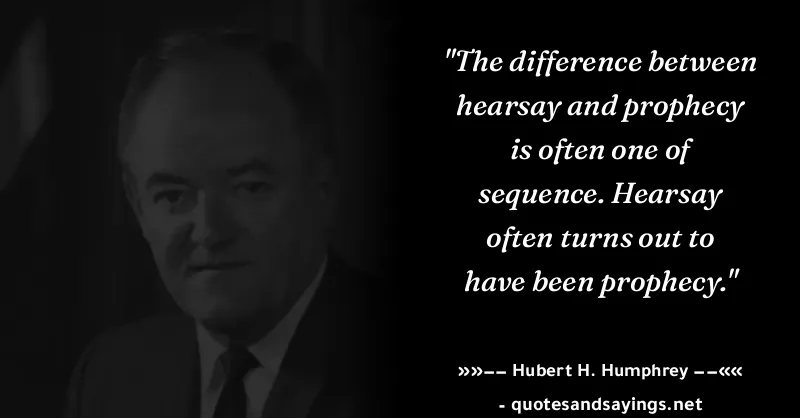 "The difference between
hearsay and prophecy
is often one of
sequence. Hearsay
often turns out to
have been prophecy."
»»–– Hubert H. Humphrey ––««
- quotesandsayings.net